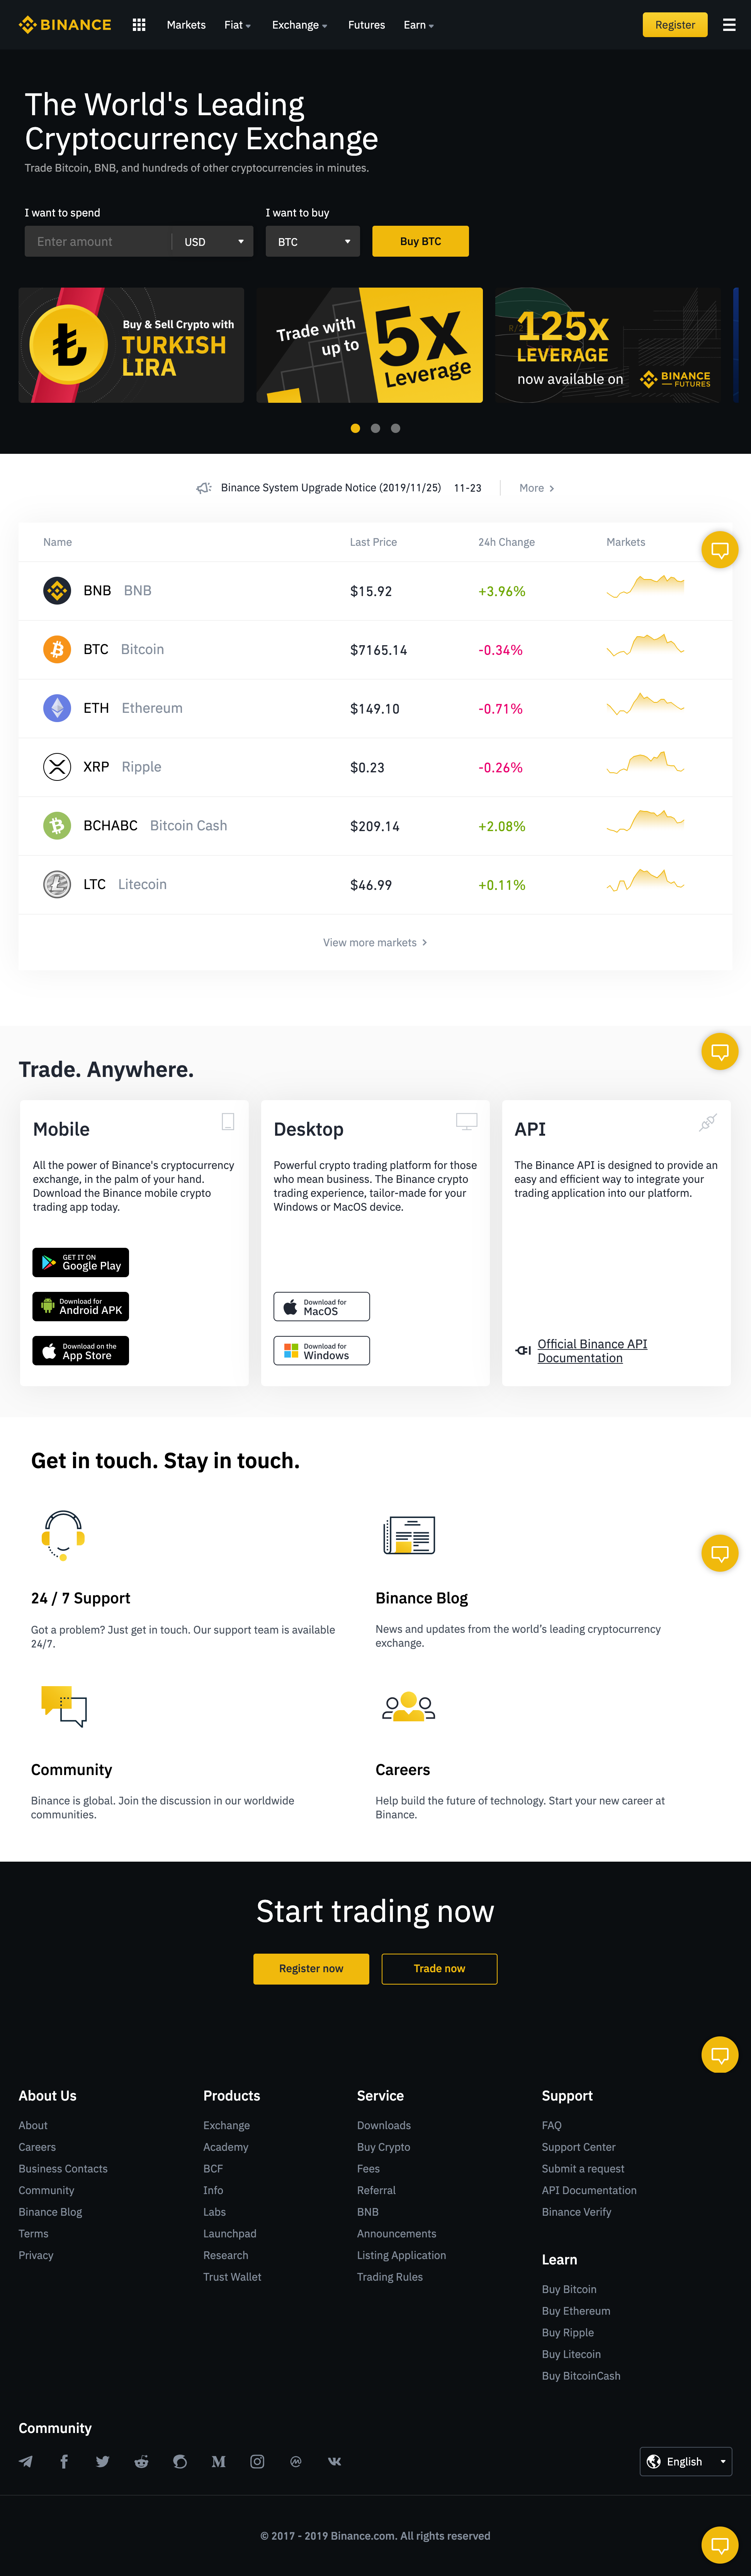 BINANCE
Markets
Fiat
Exchange
Futures
Earn
Register
The World's Leading
Cryptocurrency Exchange
Trade Bitcoin, BNB, and hundreds of other cryptocurrencies in minutes.
I want to spend
I want to buy
Enter amount
USD
BTC
Buy BTC
Buy & Sell Crypto with
TURKISH
LIRA
Trade with
up to
5x
Leverage
125x
LEVERAGE
now available on
BINANCE
FUTURES
Binance System Upgrade Notice (2019/11/25) 11-23
More
Name Last Price 24h Change Markets
BNB BNB $15.92 +3.96%
BTC Bitcoin $7165.14 -0.34%
ETH Ethereum $149.10 -0.71%
XRP Ripple $0.23 -0.26%
BCHABC Bitcoin Cash $209.14 +2.08%
LTC Litecoin $46.99 +0.11%
View more markets
Trade. Anywhere.
Mobile
All the power of Binance's cryptocurrency
exchange, in the palm of your hand.
Download the Binance mobile crypto
trading app today.
GET IT ON
Google Play
Download for
Android APK
Download on the
App Store
Desktop
Powerful crypto trading platform for those
who mean business. The Binance crypto
trading experience, tailor-made for your
Windows or MacOS device.
Download for
MacOS
Download for
Windows
API
The Binance API is designed to provide an
easy and efficient way to integrate your
trading application into our platform.
Official Binance API
Documentation
Get in touch. Stay in touch.
24 / 7 Support
Got a problem? Just get in touch. Our support team is available
24/7.
Binance Blog
News and updates from the world’s leading cryptocurrency
exchange.
Community
Binance is global. Join the discussion in our worldwide
communities.
Careers
Help build the future of technology. Start your new career at
Binance.
Start trading now
Register now
Trade now
About Us
About
Careers
Business Contacts
Community
Binance Blog
Terms
Privacy
Products
Exchange
Academy
BCF
Info
Labs
Launchpad
Research
Trust Wallet
Service
Downloads
Buy Crypto
Fees
Referral
BNB
Announcements
Listing Application
Trading Rules
Support
FAQ
Support Center
Submit a request
API Documentation
Binance Verify
Learn
Buy Bitcoin
Buy Ethereum
Buy Ripple
Buy Litecoin
Buy BitcoinCash
Community
English
© 2017 - 2019 Binance.com. All rights reserved